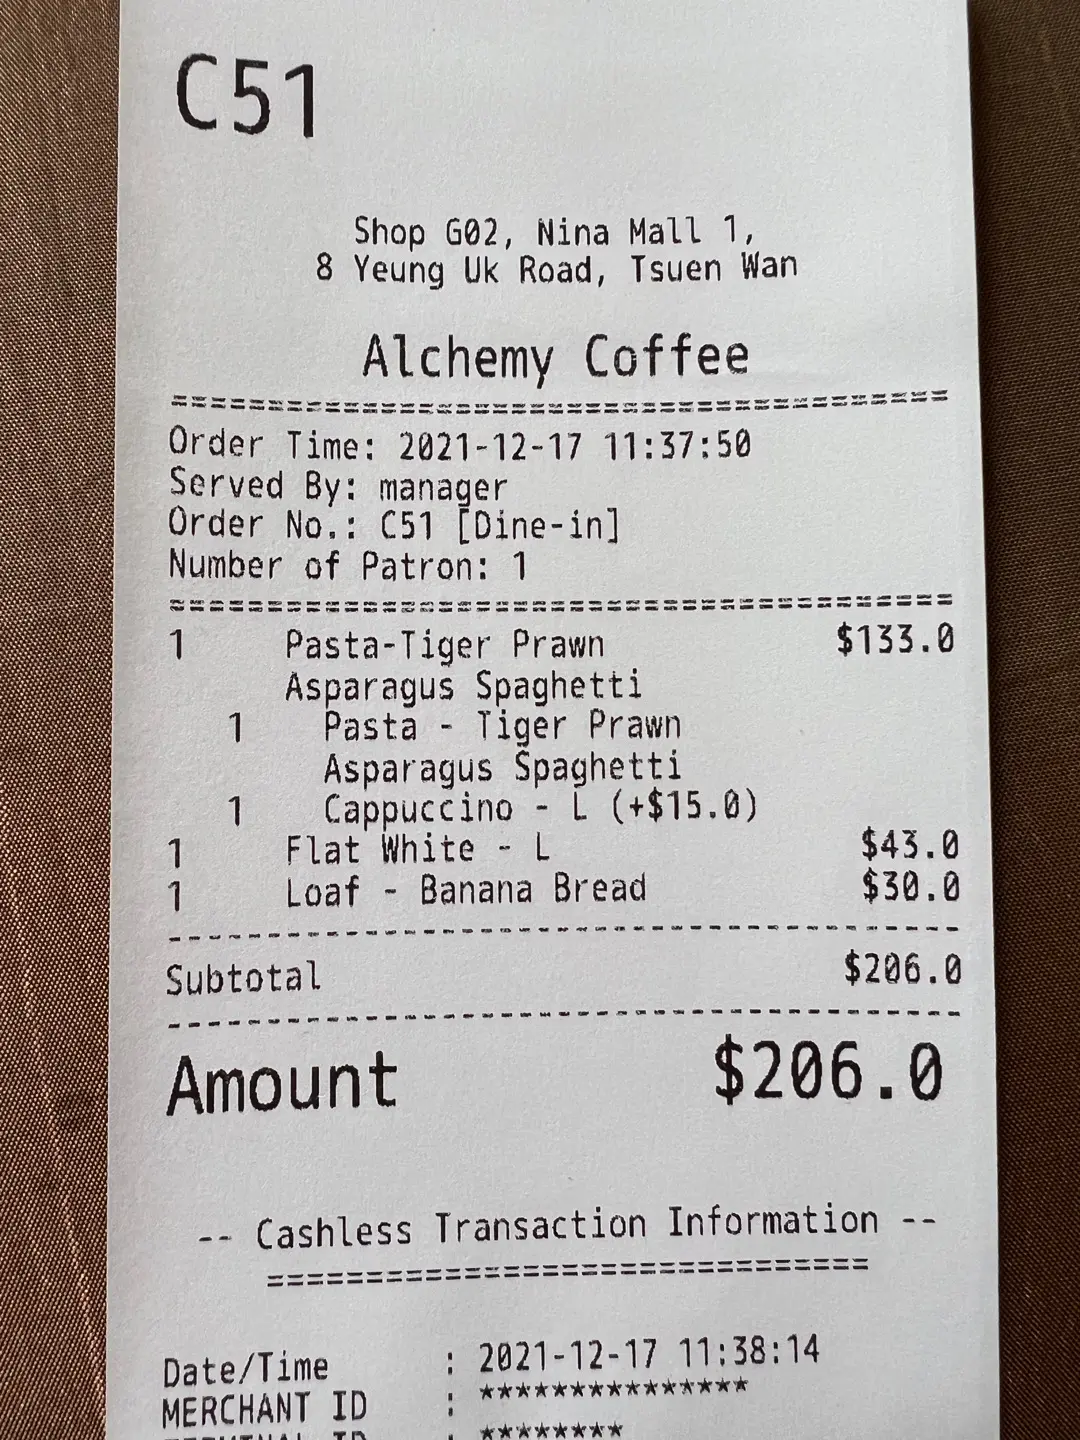 C51
Shop G02, Nina Mall 1,
8 Yeung Uk Road, Tsuen Wan
Alchemy Coffee
========================================
Order Time: 2021-12-17 11:37:50
Served By: manager
Order No.: C51 [Dine-in]
Number of Patron: 1
========================================
1 Pasta-Tiger Prawn $133.0
Asparagus Spaghetti
1 Pasta - Tiger Prawn
Asparagus Spaghetti
1 Cappuccino - L (+$15.0)
1 Flat White - L $43.0
1 Loaf - Banana Bread $30.0
----------------------------------------
Subtotal $206.0
----------------------------------------
Amount $206.0
-- Cashless Transaction Information --
==============================
Date/Time : 2021-12-17 11:38:14
MERCHANT ID : ***************
TERMINAL ID ********